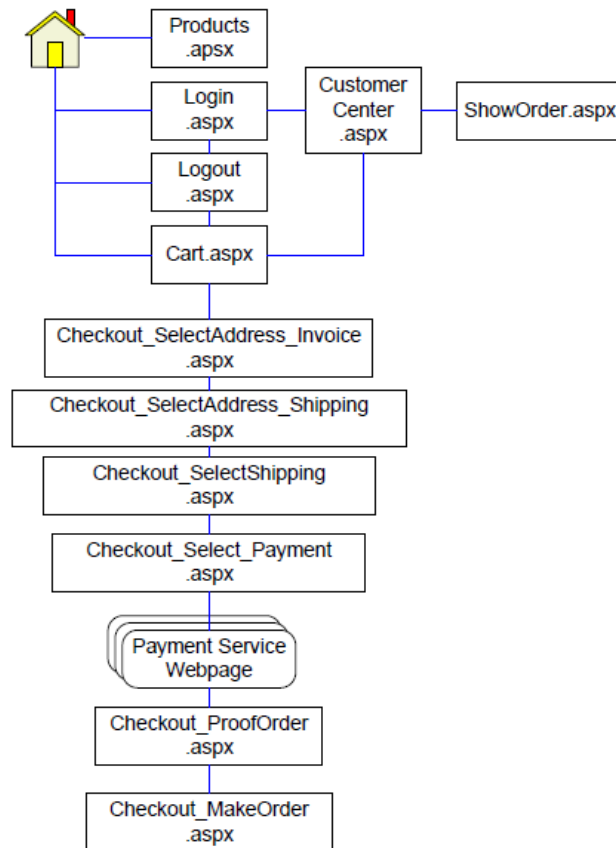 Products
.apsx
Login
.aspx
Customer
Center
.aspx
ShowOrder.aspx
Logout
.aspx
Cart.aspx
Checkout_SelectAddress_Invoice
.aspx
Checkout_SelectAddress_Shipping
.aspx
Checkout_SelectShipping
.aspx
Checkout_Select_Payment
.aspx
Payment Service
Webpage
Checkout_ProofOrder
.aspx
Checkout_MakeOrder
.aspx